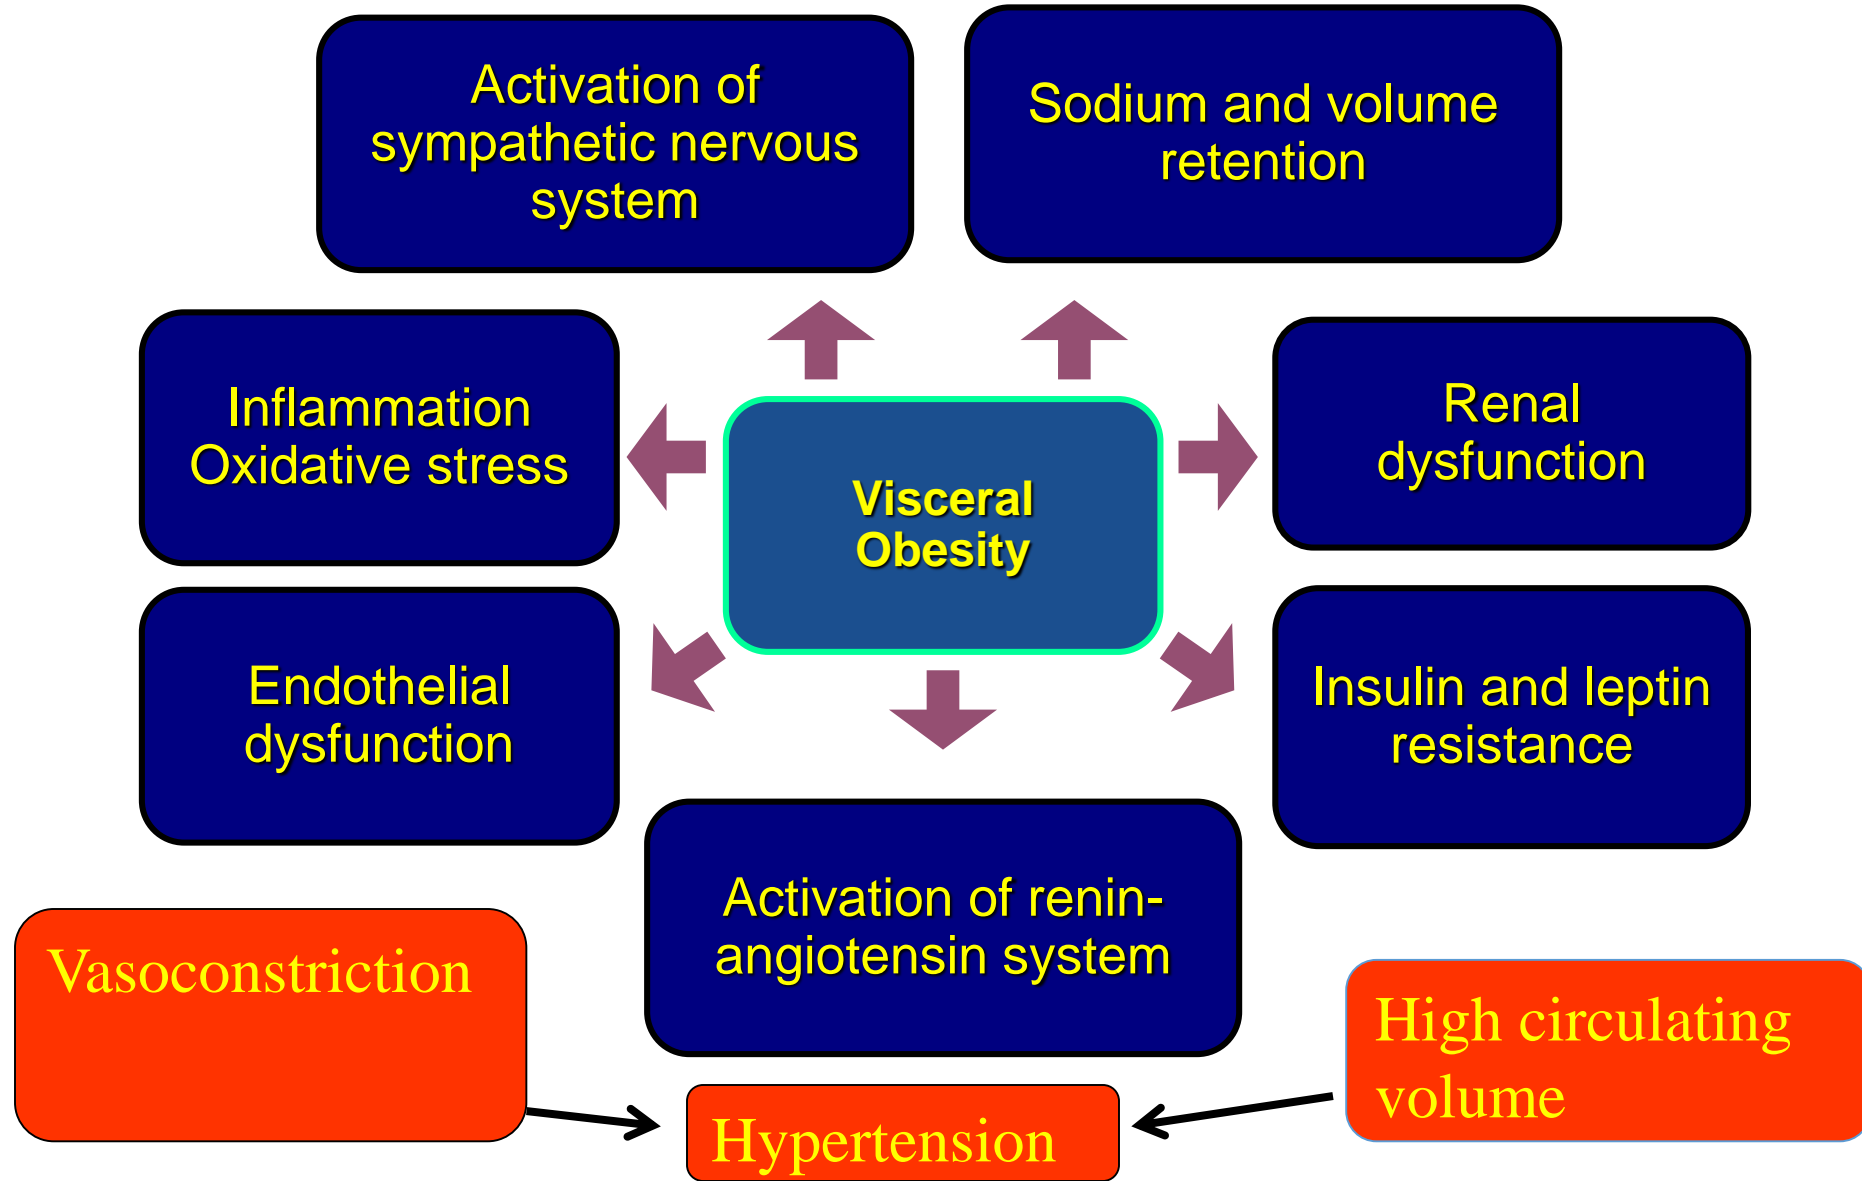 Activation of
sympathetic nervous
system
Sodium and volume
retention
Inflammation
Oxidative stress
Visceral
Obesity
Renal
dysfunction
Endothelial
dysfunction
Insulin and leptin
resistance
Activation of renin-
angiotensin system
Vasoconstriction
High circulating
volume
Hypertension